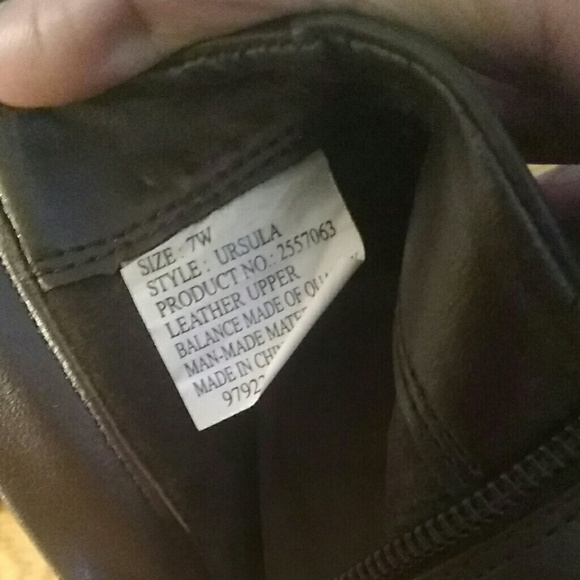 SIZE : 7W
STYLE : URSULA
PRODUCT NO.: 2557063
LEATHER UPPER
BALANCE MADE OF
MAN-MADE
MADE IN